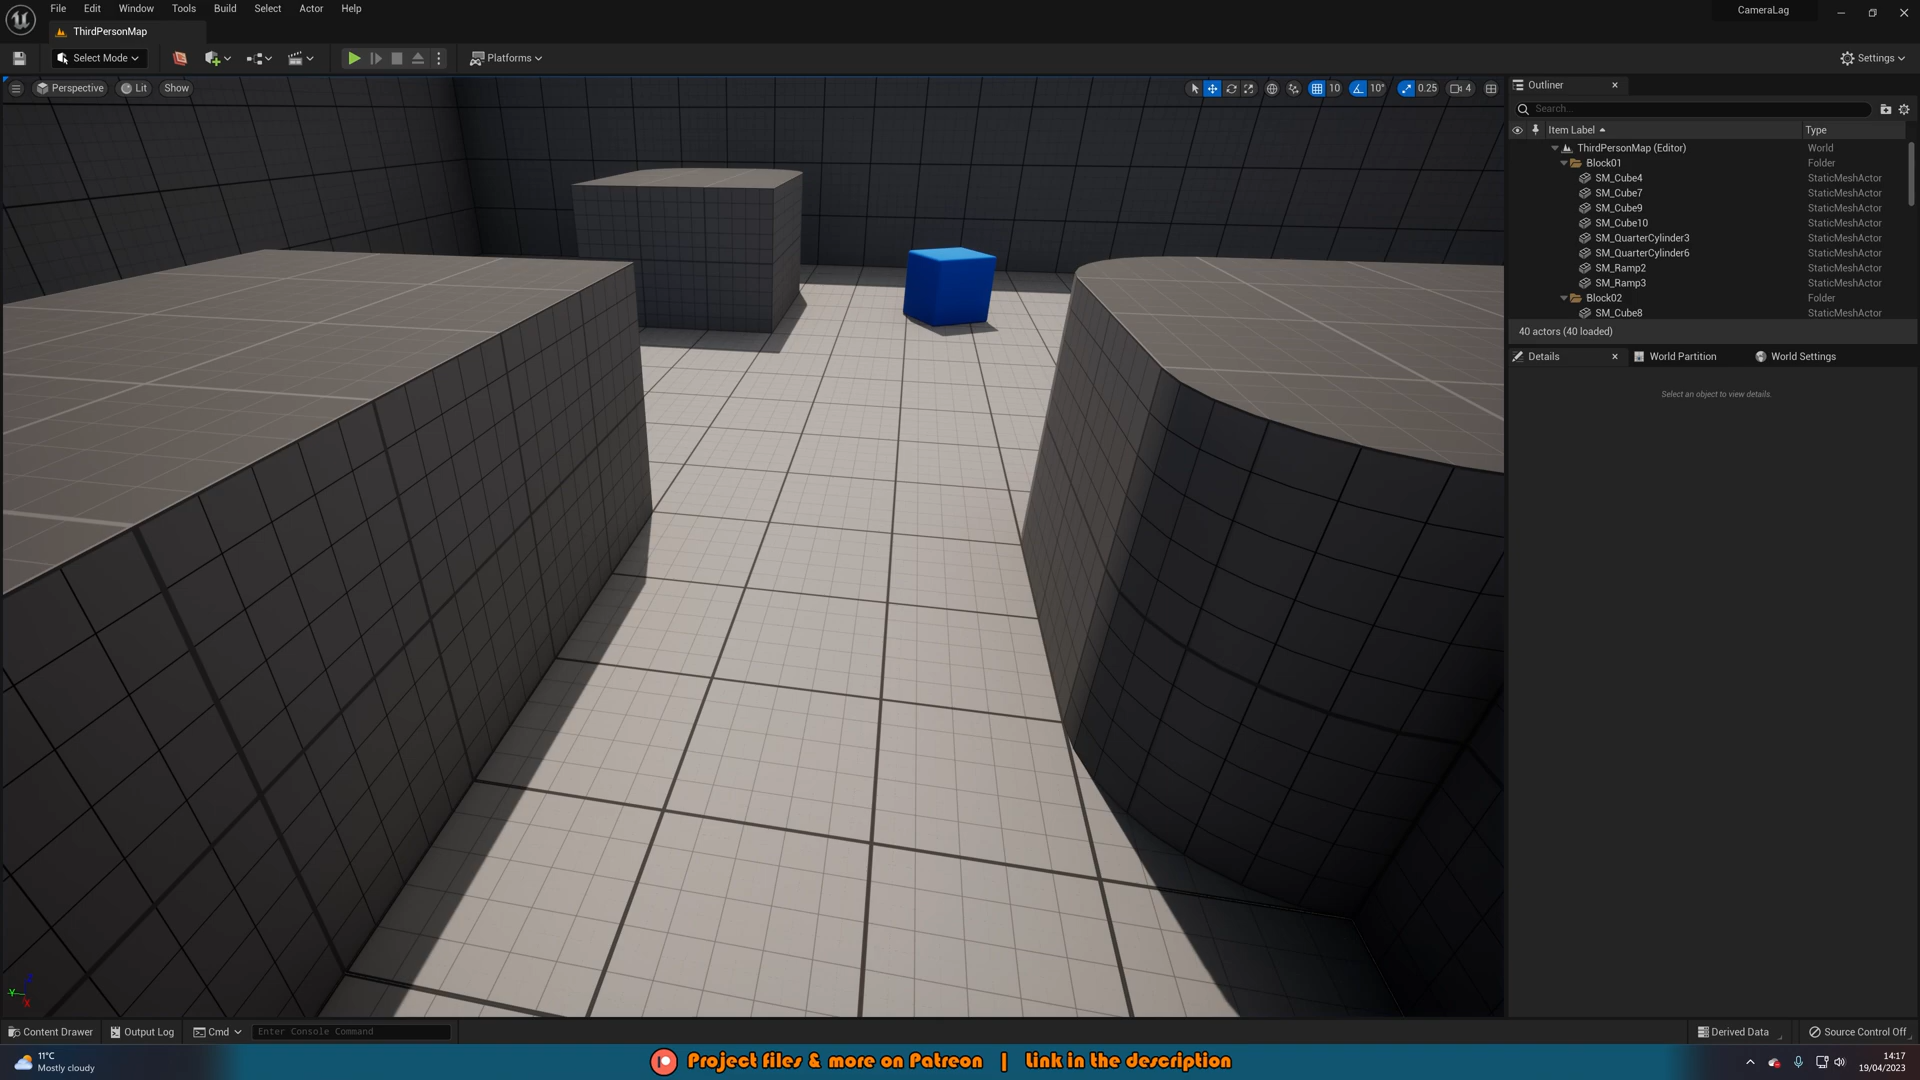 File Edit Window Tools Build Select Actor Help
CameraLag
ThirdPersonMap
Select Mode
Platforms
Settings
Perspective
Lit
Show
10
10°
0.25
4
Outliner
Search...
Item Label
Type
ThirdPersonMap (Editor) World
Block01 Folder
SM_Cube4 StaticMeshActor
SM_Cube7 StaticMeshActor
SM_Cube9 StaticMeshActor
SM_Cube10 StaticMeshActor
SM_QuarterCylinder3 StaticMeshActor
SM_QuarterCylinder6 StaticMeshActor
SM_Ramp2 StaticMeshActor
SM_Ramp3 StaticMeshActor
Block02 Folder
SM_Cube8 StaticMeshActor
40 actors (40 loaded)
Details
World Partition
World Settings
Select an object to view details.
Y
X
Content Drawer
Output Log
Cmd
Enter Console Command
Derived Data
Source Control Off
11°C
Mostly cloudy
Project files & more on Patreon | Link in the description
14:17
19/04/2023